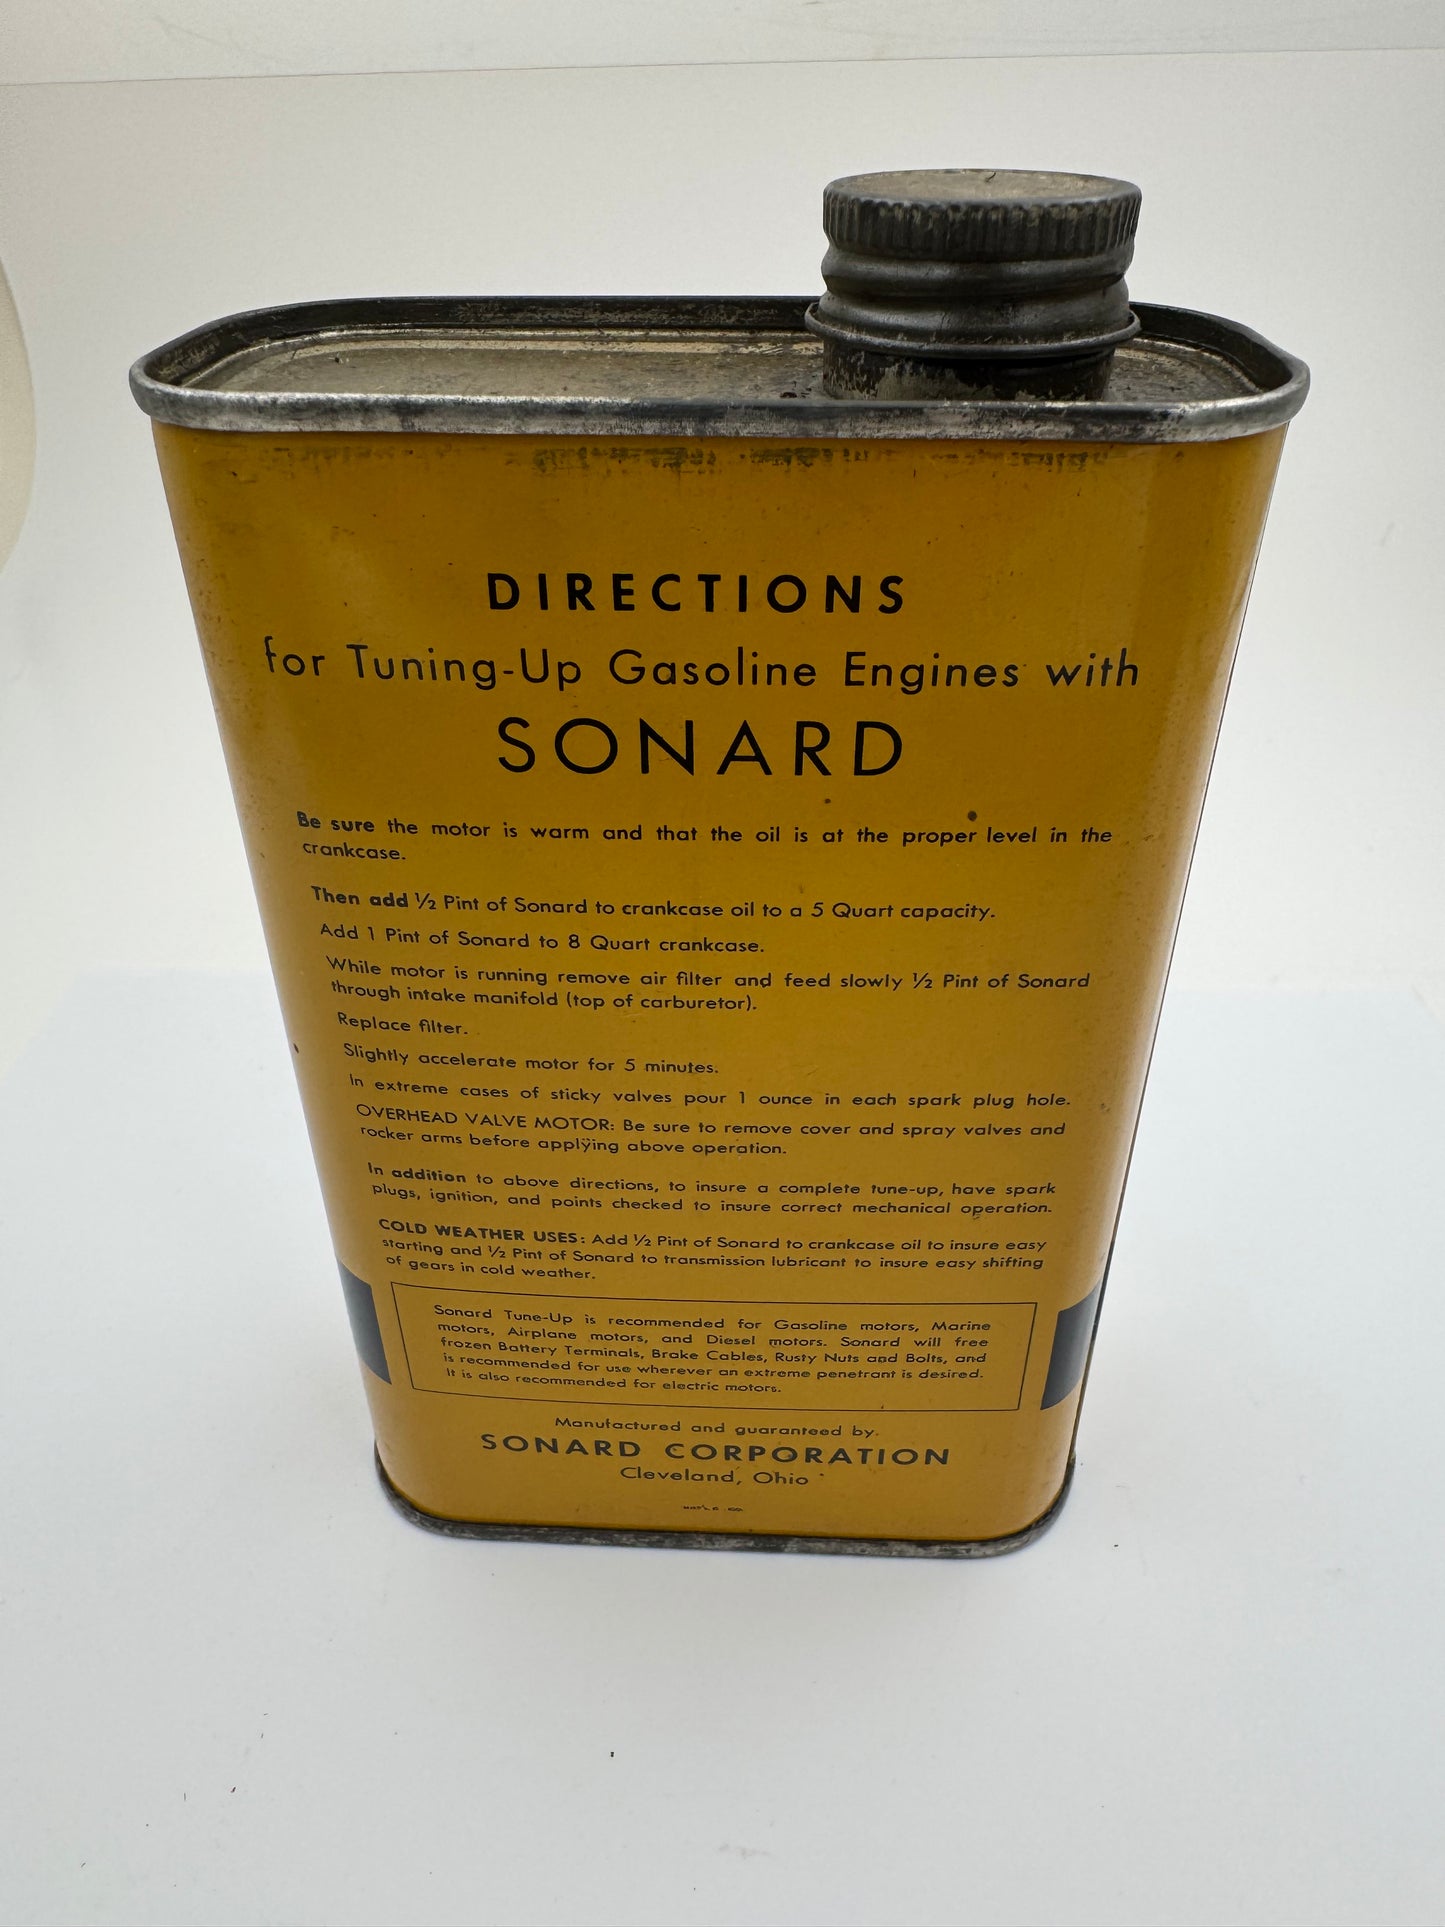 DIRECTIONS
for Tuning-Up Gasoline Engines with
SONARD
Be sure the motor is warm and that the oil is at the proper level in the
crankcase.
Then add ½ Pint of Sonard to crankcase oil to a 5 Quart capacity.
Add 1 Pint of Sonard to 8 Quart crankcase.
While motor is running remove air filter and feed slowly ½ Pint of Sonard
through intake manifold (top of carburetor).
Replace filter.
Slightly accelerate motor for 5 minutes.
In extreme cases of sticky valves pour 1 ounce in each spark plug hole.
OVERHEAD VALVE MOTOR: Be sure to remove cover and spray valves and
rocker arms before applying above operation.
In addition to above directions, to insure a complete tune-up, have spark
plugs, ignition, and points checked to insure correct mechanical operation.
COLD WEATHER USES: Add ½ Pint of Sonard to crankcase oil to insure easy
starting and ½ Pint of Sonard to transmission lubricant to insure easy shifting
of gears in cold weather.
Sonard Tune-Up is recommended for Gasoline motors, Marine
motors, Airplane motors, and Diesel motors. Sonard will free
frozen Battery Terminals, Brake Cables, Rusty Nuts and Bolts, and
is recommended for use wherever an extreme penetrant is desired.
It is also recommended for electric motors.
Manufactured and guaranteed by
SONARD CORPORATION
Cleveland, Ohio